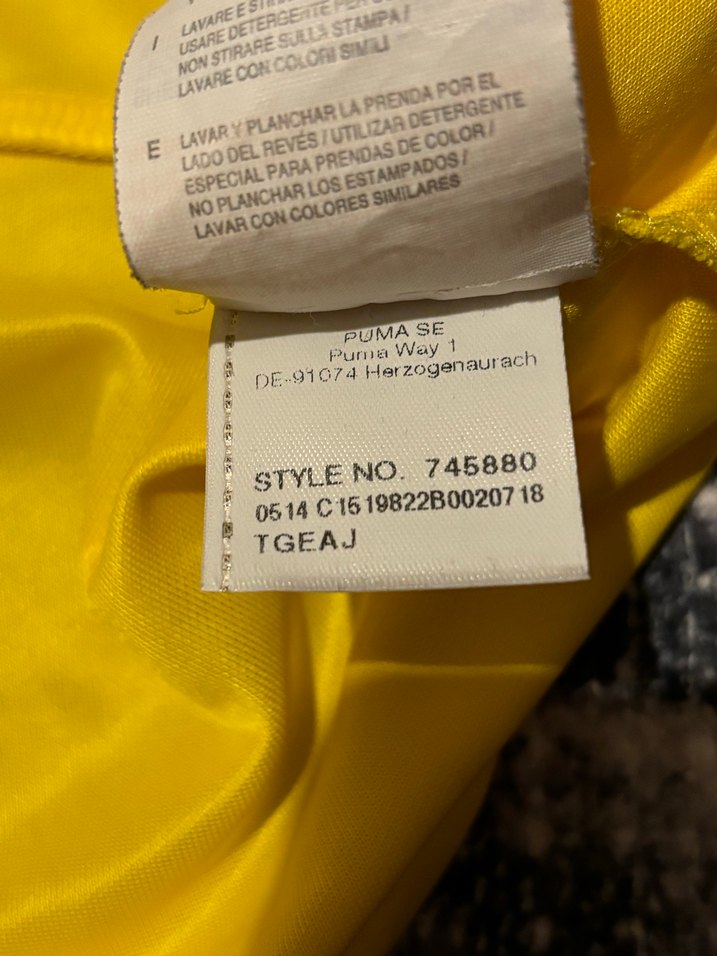 I LAVARE E
USARE DETERGENTE PER
NON STIRARE SULLA STAMPA /
LAVARE CON COLORI SIMILI
E LAVAR Y PLANCHAR LA PRENDA POR EL
LADO DEL REVÉS / UTILIZAR DETERGENTE
ESPECIAL PARA PRENDAS DE COLOR /
NO PLANCHAR LOS ESTAMPADOS /
LAVAR CON COLORES SIMILARES
PUMA SE
Puma Way 1
DE-91074 Herzogenaurach
STYLE NO. 745880
0514 C1519822B0020718
TGEAJ